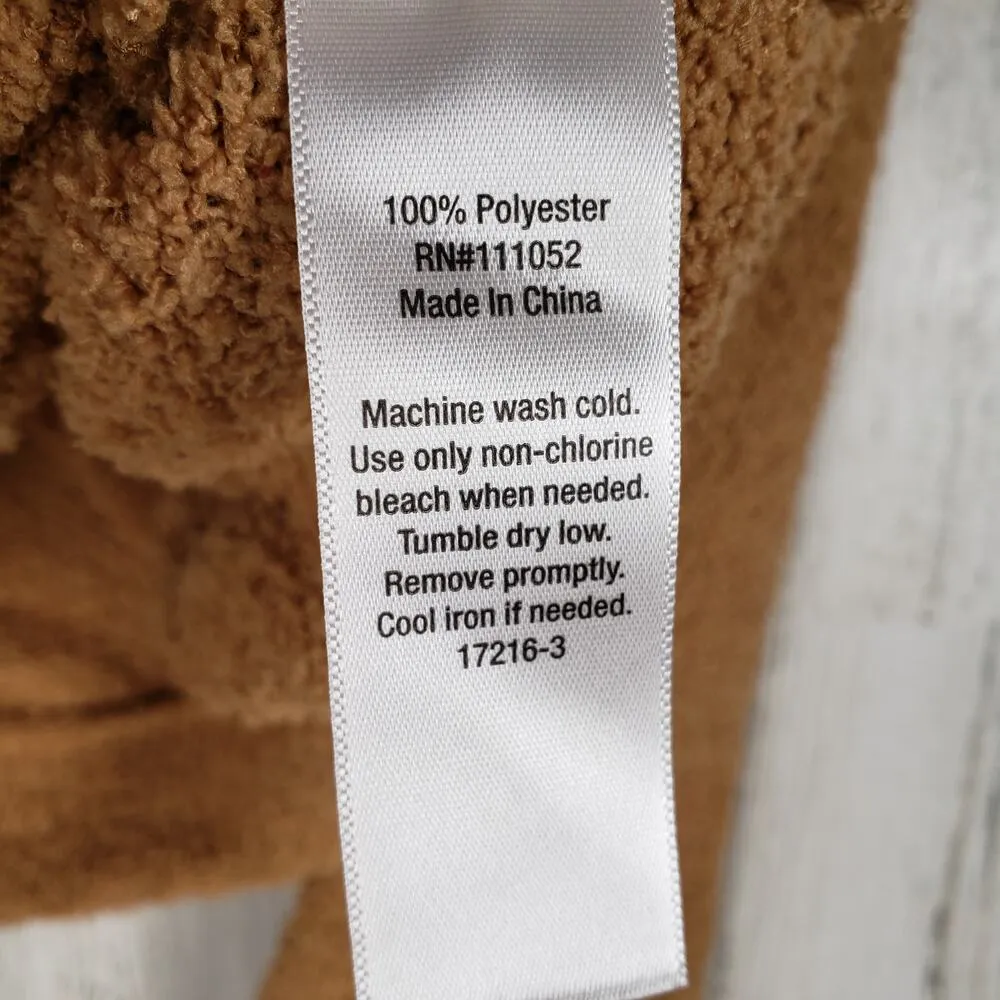 100% Polyester
RN#111052
Made In China
Machine wash cold.
Use only non-chlorine
bleach when needed.
Tumble dry low.
Remove promptly.
Cool iron if needed.
17216-3